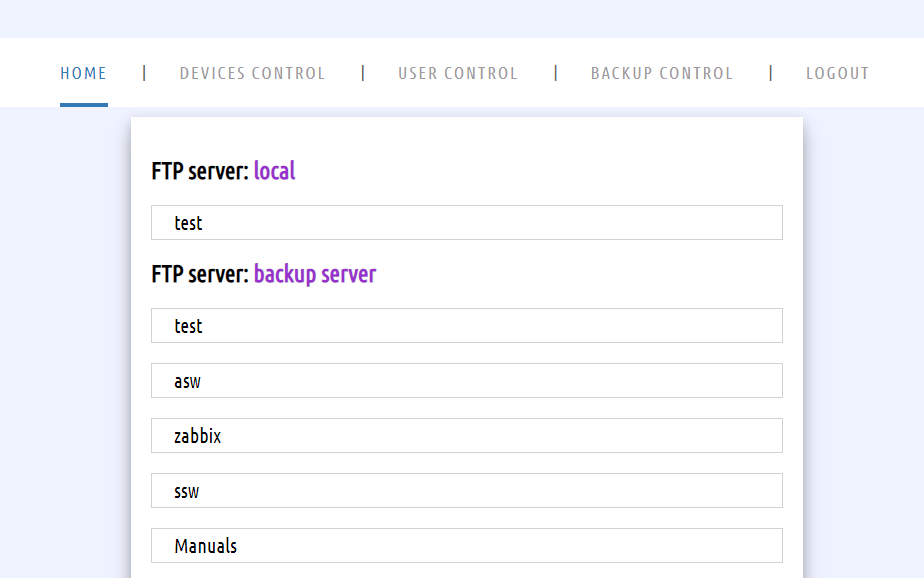 HOME | DEVICES CONTROL | USER CONTROL | BACKUP CONTROL | LOGOUT
FTP server: local
test
FTP server: backup server
test
asw
zabbix
ssw
Manuals